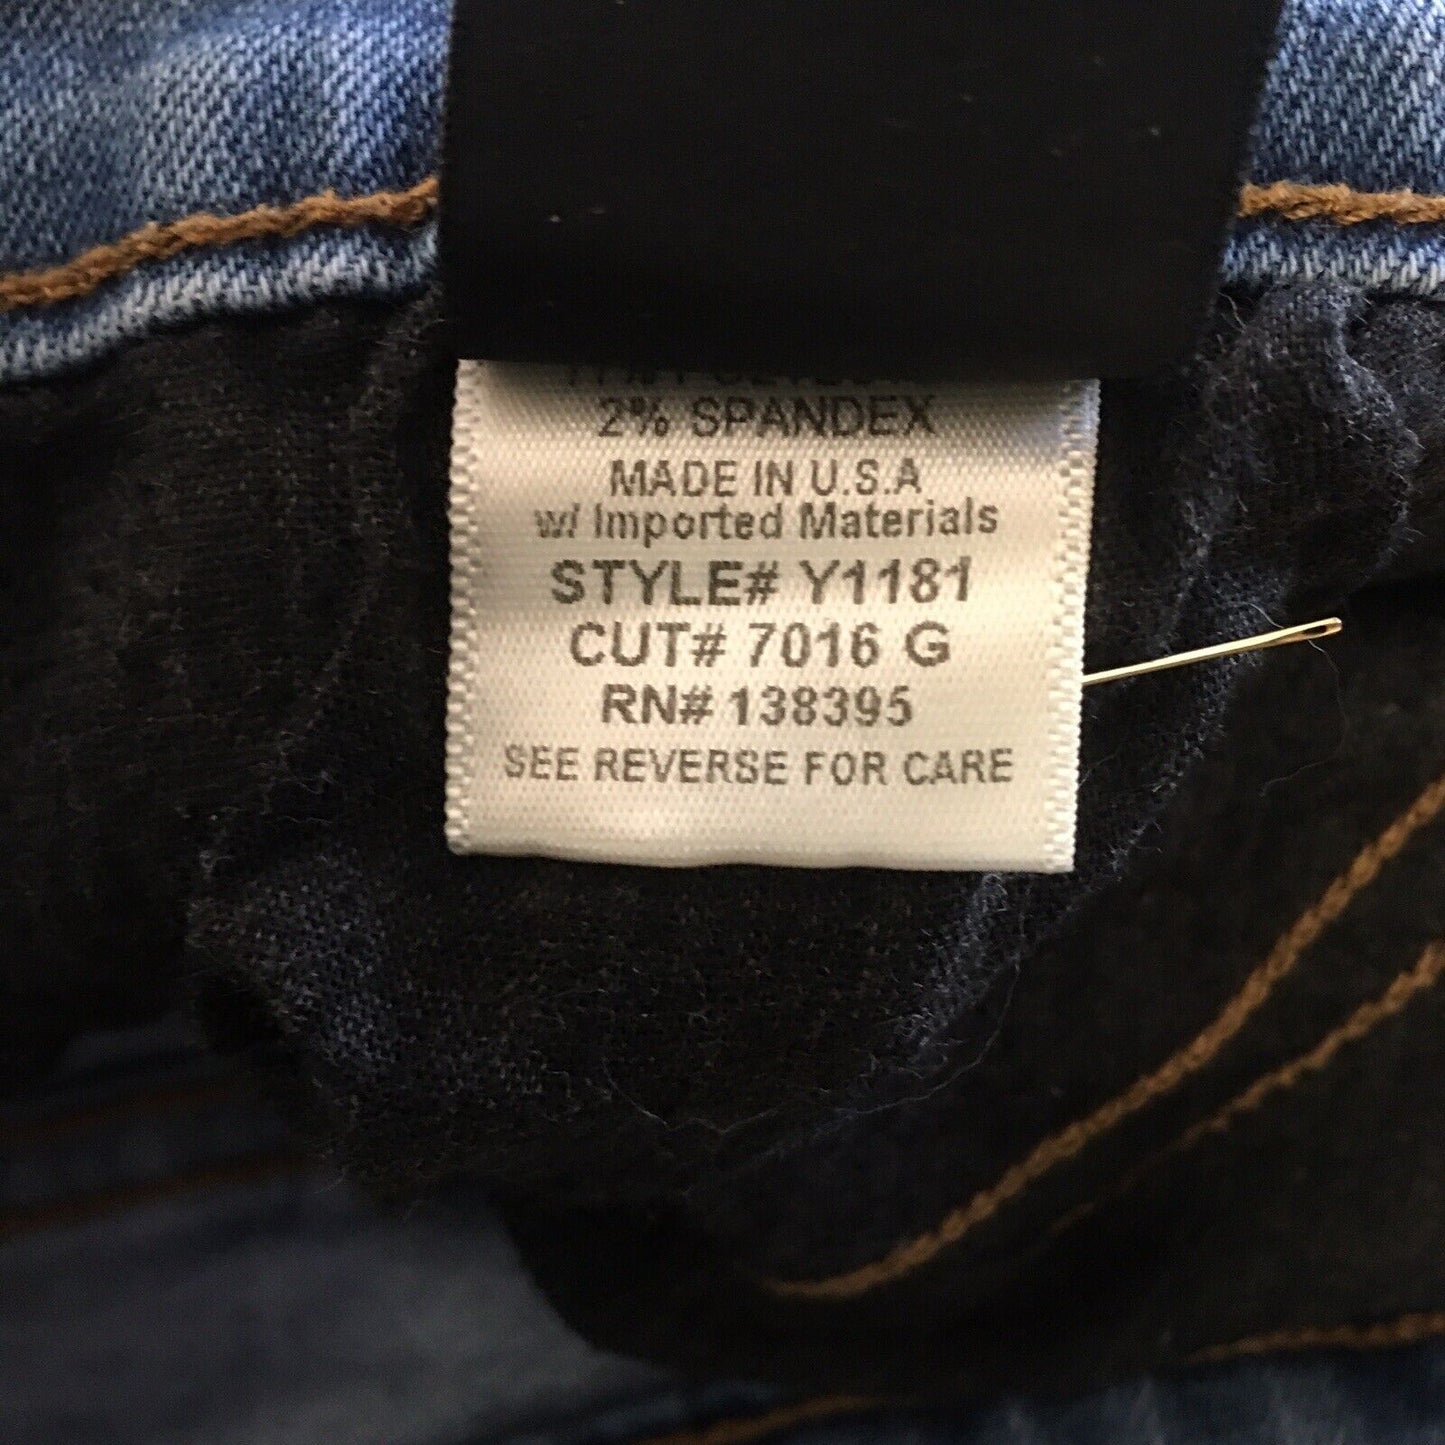 2% SPANDEX
MADE IN U.S.A
w/ Imported Materials
STYLE# Y1181
CUT# 7016 G
RN# 138395
SEE REVERSE FOR CARE